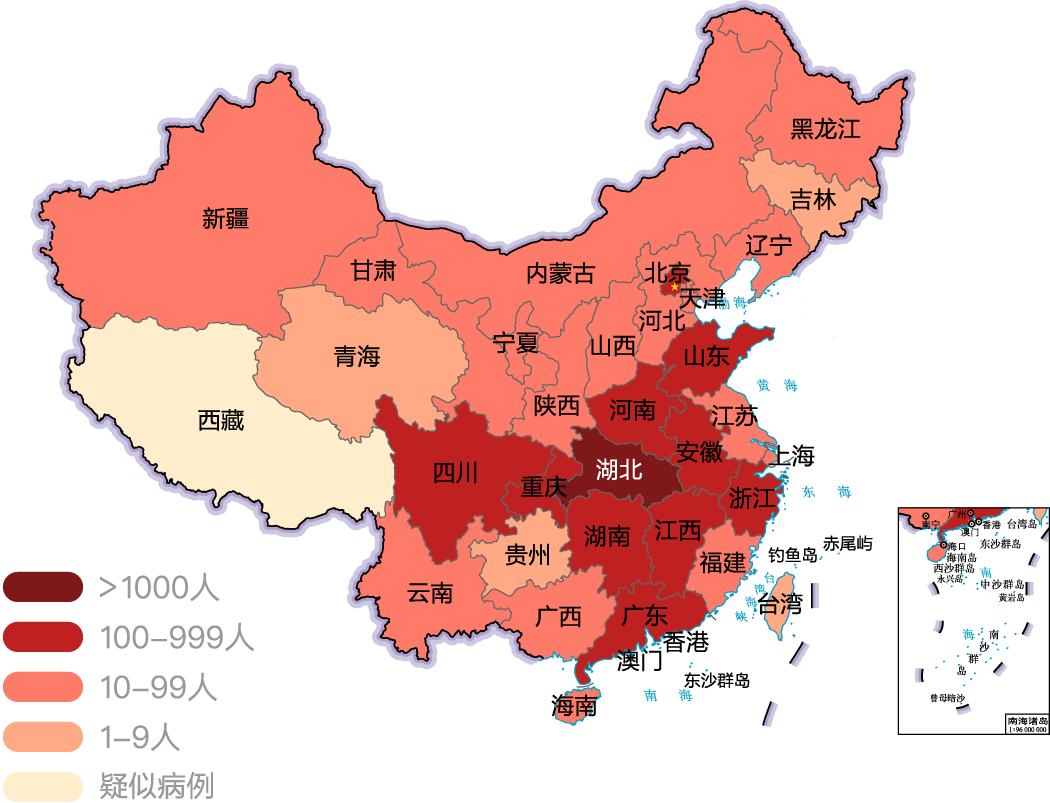 黑龙江
吉林
新疆
辽宁
甘肃
内蒙古
北京
天津
渤海
河北
宁夏
山西
青海
山东
黄海
陕西
河南
江苏
西藏
安徽
上海
四川
湖北
重庆
浙江
东海
湖南
江西
贵州
福建
钓鱼岛
赤尾屿
云南
台湾海峡
台湾
广西
广东
香港
澳门
东沙群岛
南海
海南
>1000人
100-999人
10-99人
1-9人
疑似病例
广州
南宁
香港
台湾岛
澳门
海口
东沙群岛
海南岛
西沙群岛
南
永兴岛
中沙群岛
黄岩岛
海
南
沙
群
岛
曾母暗沙
南海诸岛
1:96 000 000